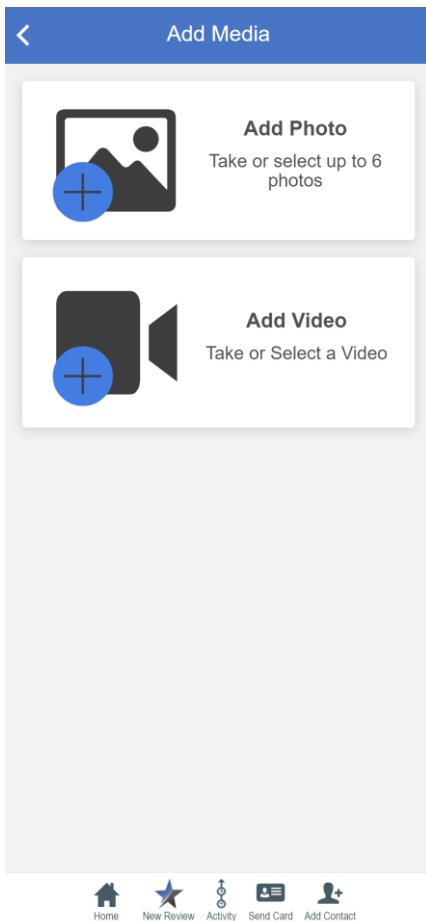 Add Media
Add Photo
Take or select up to 6
photos
Add Video
Take or Select a Video
Home
New Review
Activity
Send Card
Add Contact